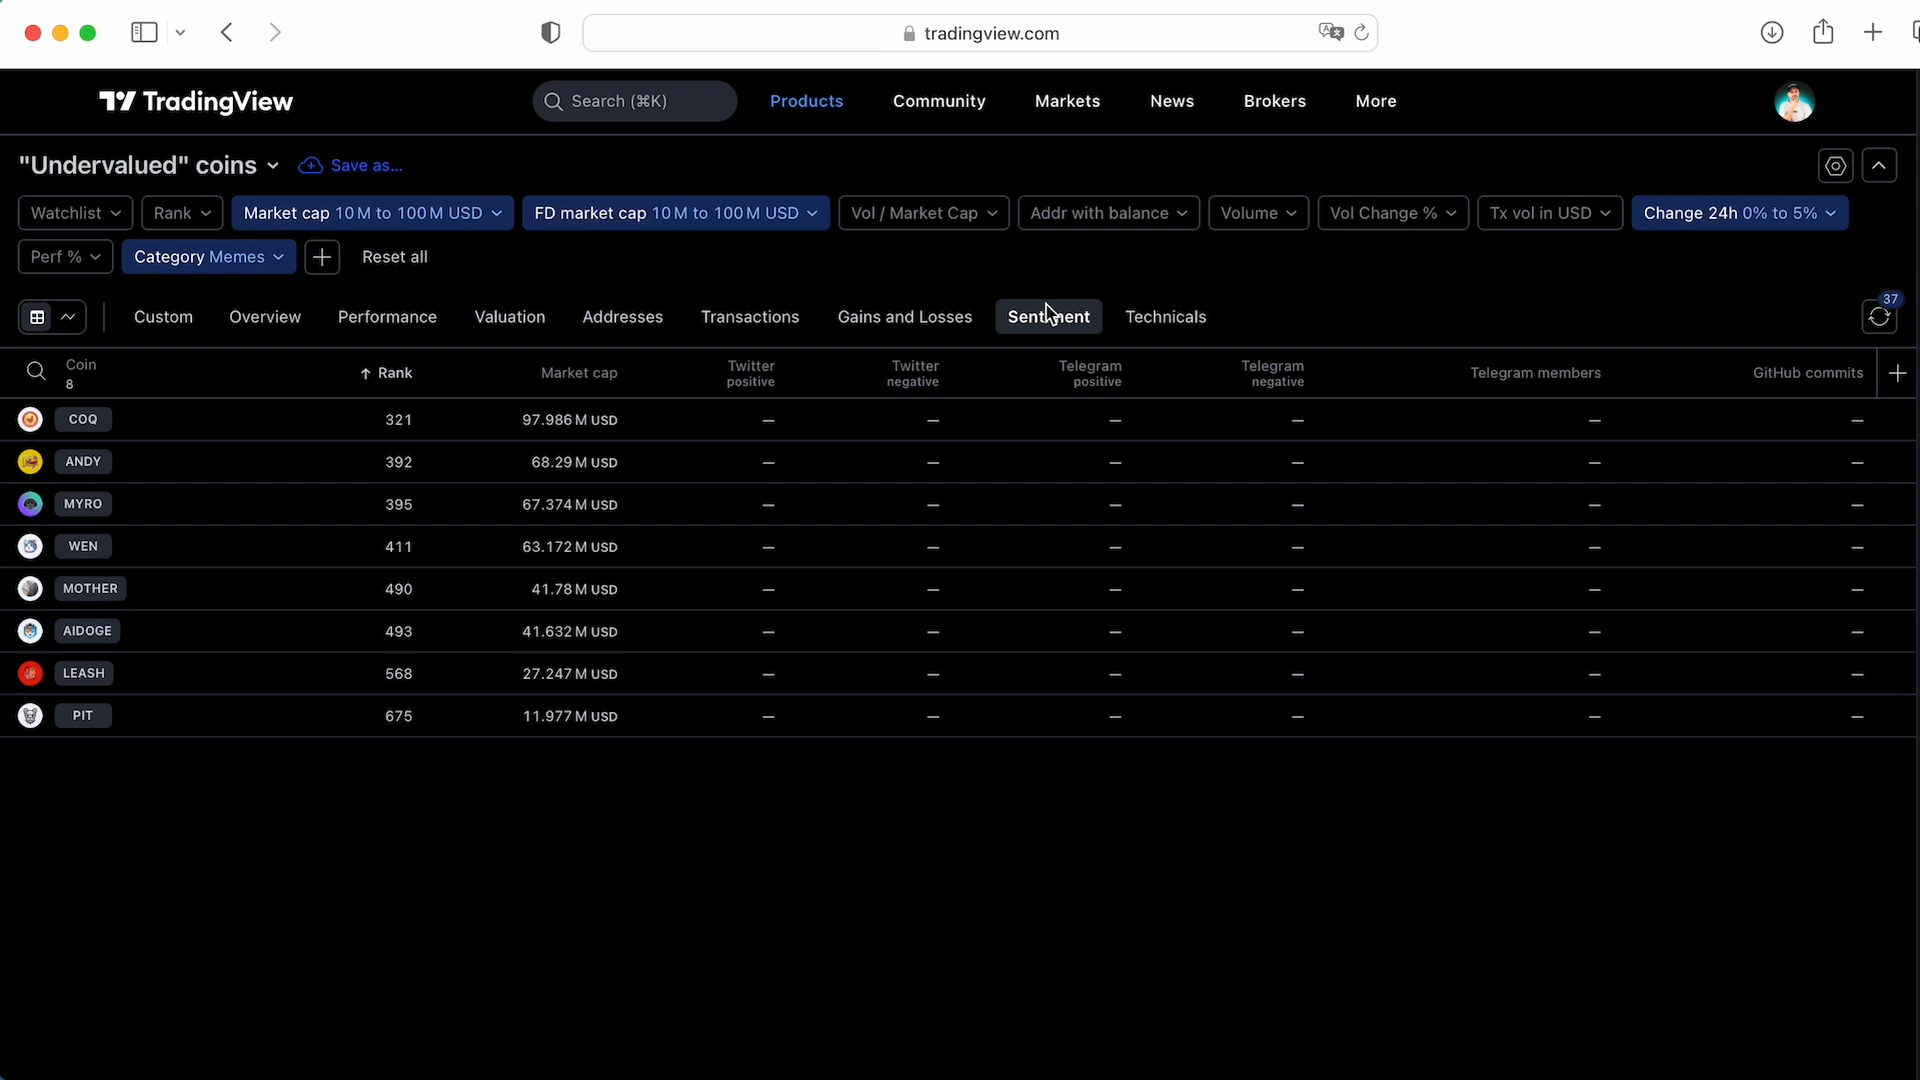 tradingview.com
TradingView Search (⌘K) Products Community Markets News Brokers More
"Undervalued" coins Save as...
Watchlist Rank Market cap 10 M to 100 M USD FD market cap 10 M to 100 M USD Vol / Market Cap Addr with balance Volume Vol Change % Tx vol in USD Change 24h 0% to 5%
Perf % Category Memes Reset all
37
Custom Overview Performance Valuation Addresses Transactions Gains and Losses Sentiment Technicals
Coin 8 Rank Market cap Twitter positive Twitter negative Telegram positive Telegram negative Telegram members GitHub commits
COQ 321 97.986 M USD — — — — — —
ANDY 392 68.29 M USD — — — — — —
MYRO 395 67.374 M USD — — — — — —
WEN 411 63.172 M USD — — — — — —
MOTHER 490 41.78 M USD — — — — — —
AIDOGE 493 41.632 M USD — — — — — —
LEASH 568 27.247 M USD — — — — — —
PIT 675 11.977 M USD — — — — — —